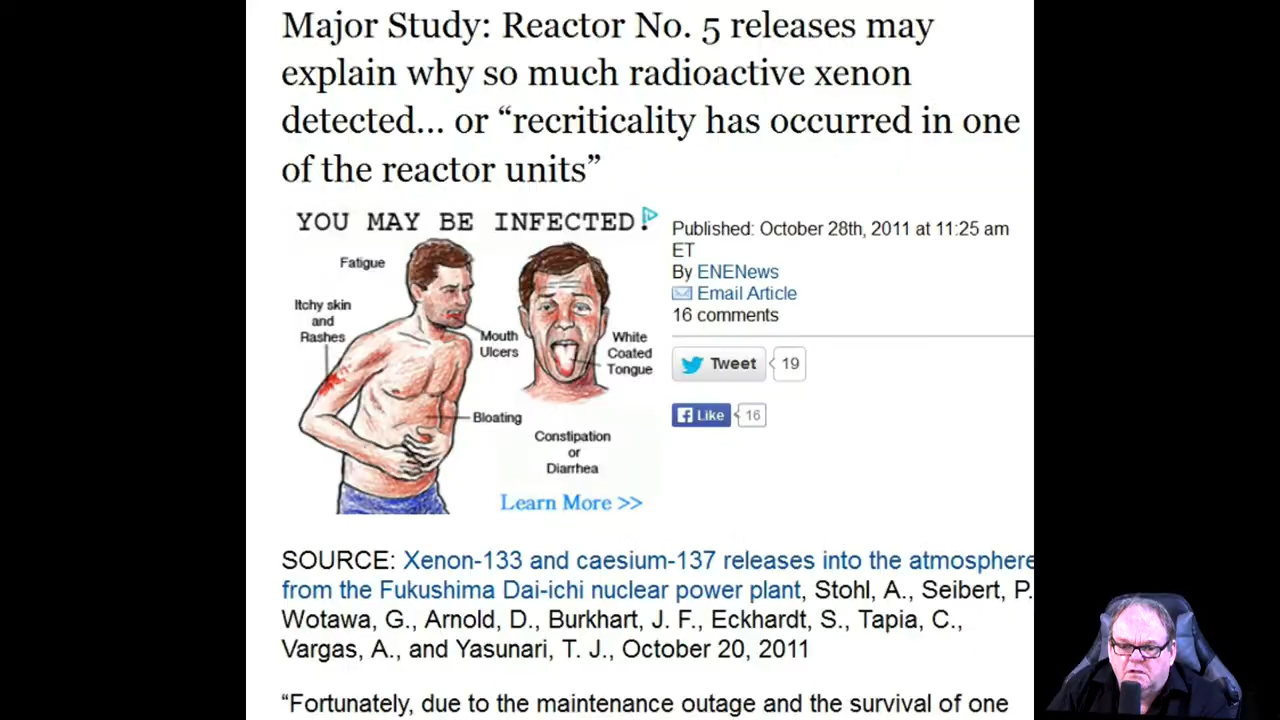 Major Study: Reactor No. 5 releases may
explain why so much radioactive xenon
detected... or “recriticality has occurred in one
of the reactor units”
YOU MAY BE INFECTED!
Fatigue
Itchy skin
and
Rashes
Mouth
Ulcers
White
Coated
Tongue
Bloating
Constipation
or
Diarrhea
Learn More >>
Published: October 28th, 2011 at 11:25 am
ET
By ENENews
Email Article
16 comments
Tweet 19
Like 16
SOURCE: Xenon-133 and caesium-137 releases into the atmosphere
from the Fukushima Dai-ichi nuclear power plant, Stohl, A., Seibert, P.
Wotawa, G., Arnold, D., Burkhart, J. F., Eckhardt, S., Tapia, C.,
Vargas, A., and Yasunari, T. J., October 20, 2011
“Fortunately, due to the maintenance outage and the survival of one